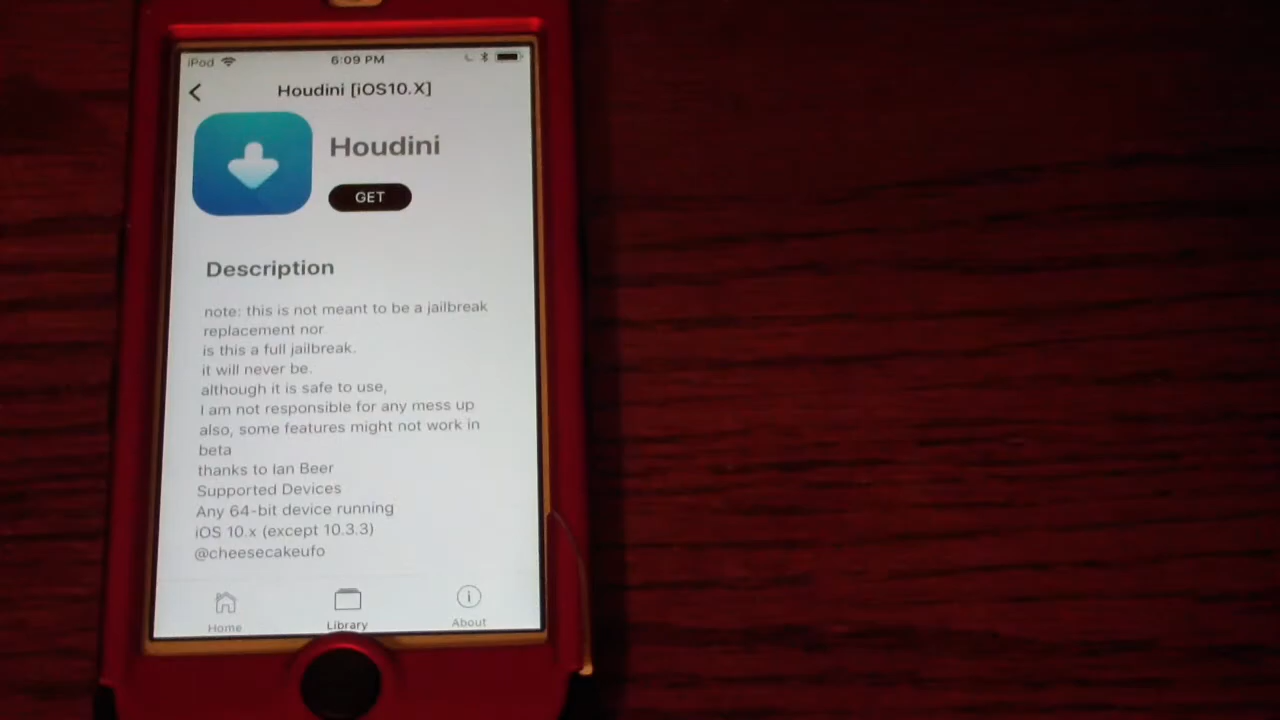 iPod 6:09 PM
Houdini [iOS10.X]
Houdini
GET
Description
note: this is not meant to be a jailbreak
replacement nor
is this a full jailbreak.
it will never be.
although it is safe to use,
I am not responsible for any mess up
also, some features might not work in
beta
thanks to Ian Beer
Supported Devices
Any 64-bit device running
iOS 10.x (except 10.3.3)
@cheesecakeufo
Home Library About